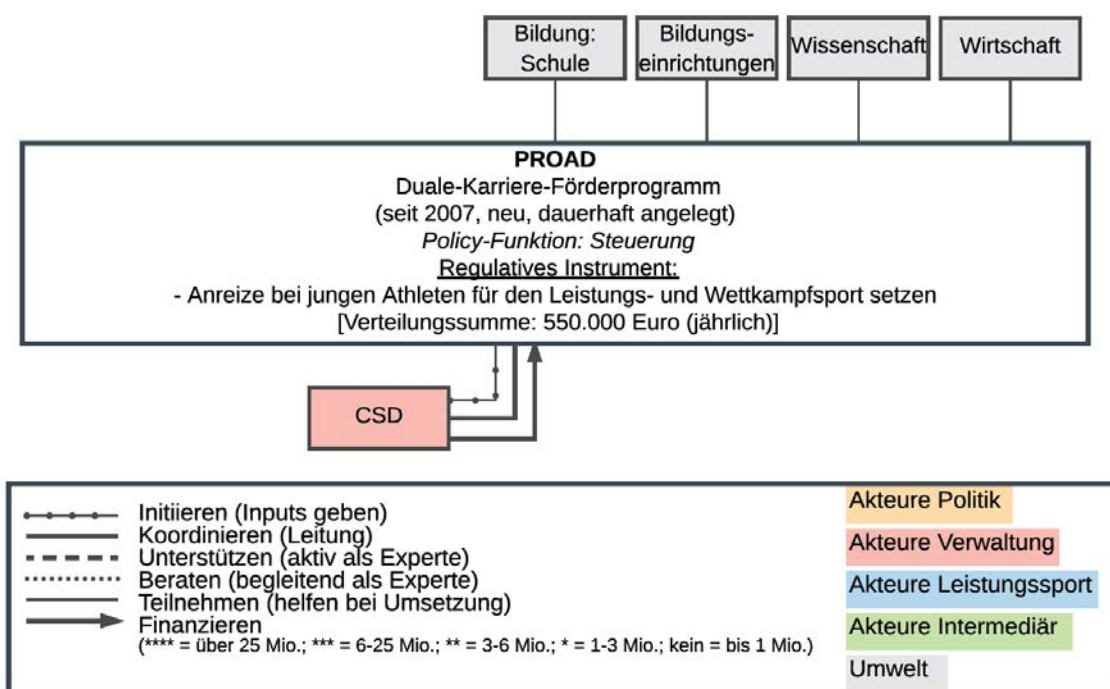 Bildung:
Schule
Bildungs-
einrichtungen
Wissenschaft
Wirtschaft
PROAD
Duale-Karriere-Förderprogramm
(seit 2007, neu, dauerhaft angelegt)
Policy-Funktion: Steuerung
Regulatives Instrument:
- Anreize bei jungen Athleten für den Leistungs- und Wettkampfsport setzen
[Verteilungssumme: 550.000 Euro (jährlich)]
CSD
Initiieren (Inputs geben)
Koordinieren (Leitung)
Unterstützen (aktiv als Experte)
Beraten (begleitend als Experte)
Teilnehmen (helfen bei Umsetzung)
Finanzieren
(**** = über 25 Mio.; *** = 6-25 Mio.; ** = 3-6 Mio.; * = 1-3 Mio.; kein = bis 1 Mio.)
Akteure Politik
Akteure Verwaltung
Akteure Leistungssport
Akteure Intermediär
Umwelt